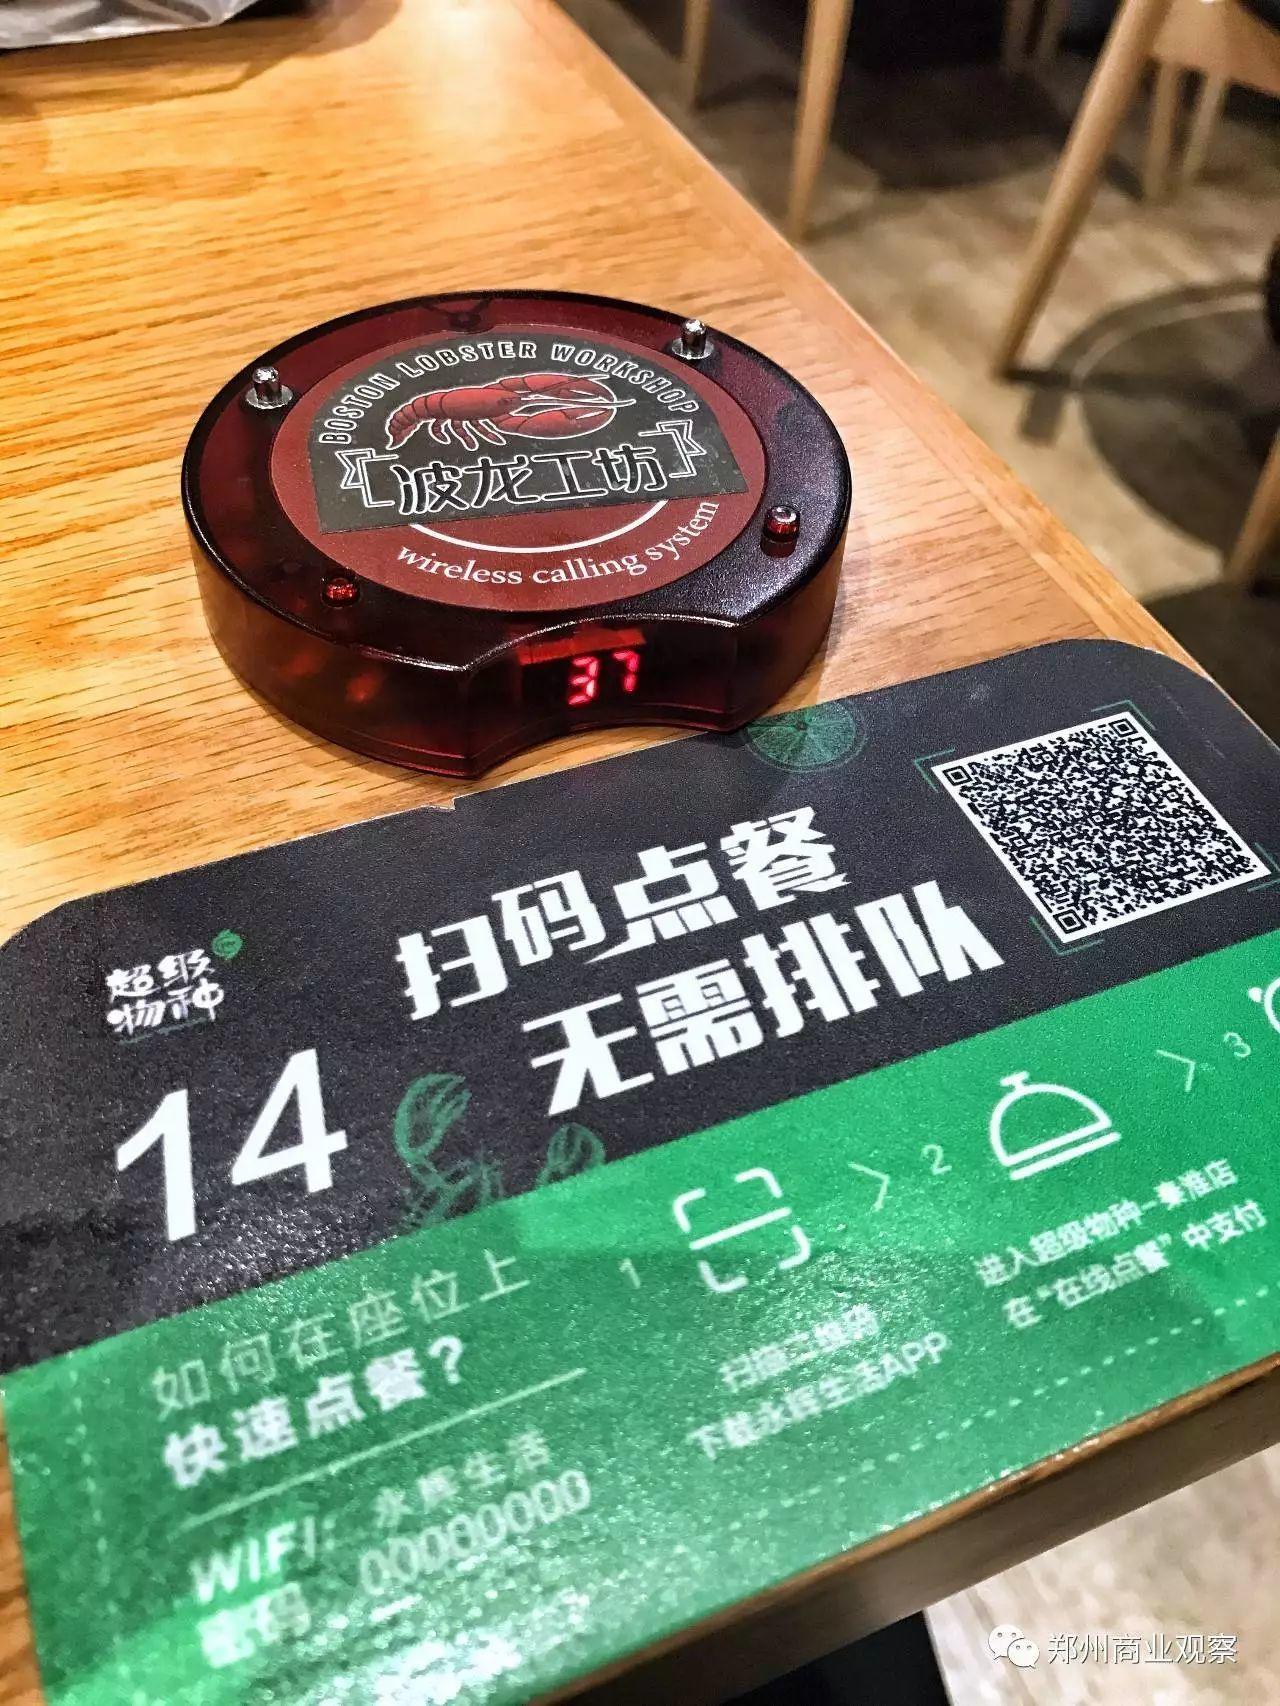 BOSTON LOBSTER WORKSHOP
波龙工坊
wireless calling system
37
超级
物种
14
扫码点餐
无需排队
如何在座位上
快速点餐？
WIFI: 永辉生活
密码 00000000
1
扫描二维码
下载永辉生活APP
2
进入超级物种一奏淮店
在“在线点餐”中支付
3
郑州商业观察